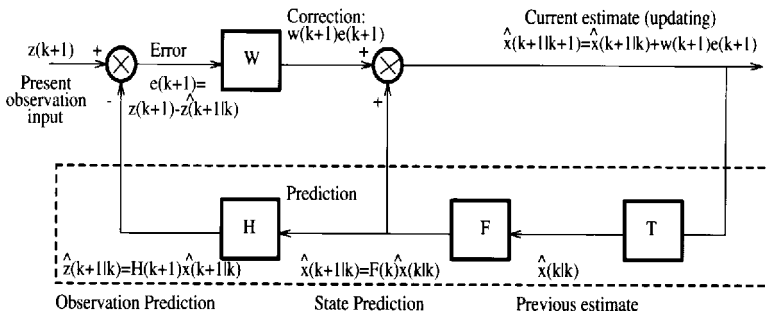 Correction:
w(k+1)e(k+1)
Current estimate (updating)
x̂(k+1|k+1)=x̂(k+1|k)+w(k+1)e(k+1)
z(k+1)
+
Error
W
+
Present
observation
input
-
e(k+1)=
z(k+1)-ẑ(k+1|k)
+
Prediction
H
F
T
ẑ(k+1|k)=H(k+1)x̂(k+1|k)
x̂(k+1|k)=F(k)x̂(k|k)
x̂(k|k)
Observation Prediction
State Prediction
Previous estimate